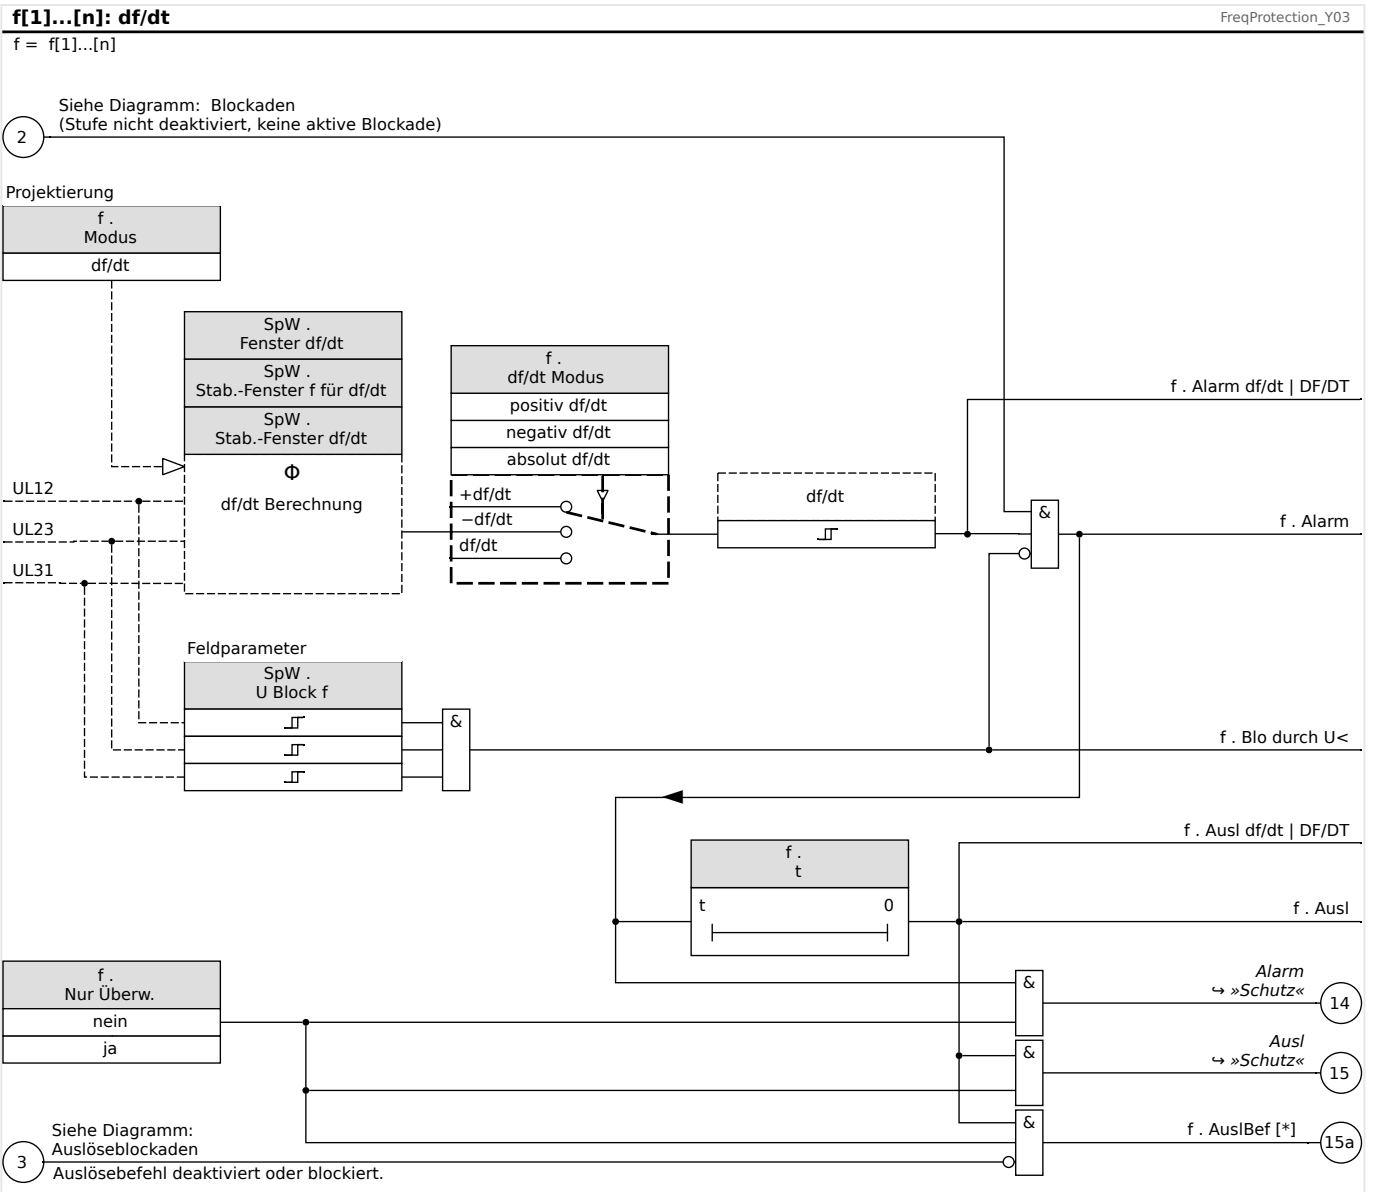 f[1]...[n]: df/dt
FreqProtection_Y03
f = f[1]...[n]
Siehe Diagramm: Blockaden
(Stufe nicht deaktiviert, keine aktive Blockade)
2
Projektierung
f .
Modus
df/dt
SpW .
Fenster df/dt
SpW .
Stab.-Fenster f für df/dt
SpW .
Stab.-Fenster df/dt
Φ
df/dt Berechnung
UL12
UL23
UL31
f .
df/dt Modus
positiv df/dt
negativ df/dt
absolut df/dt
+df/dt
−df/dt
df/dt
df/dt
&
f . Alarm df/dt | DF/DT
f . Alarm
Feldparameter
SpW .
U Block f
&
f . Blo durch U<
f .
t
t 0
f . Ausl df/dt | DF/DT
f . Ausl
f .
Nur Überw.
nein
ja
&
Alarm
↪ »Schutz«
14
&
Ausl
↪ »Schutz«
15
&
f . AuslBef [*]
15a
Siehe Diagramm:
Auslöseblockaden
3
Auslösebefehl deaktiviert oder blockiert.